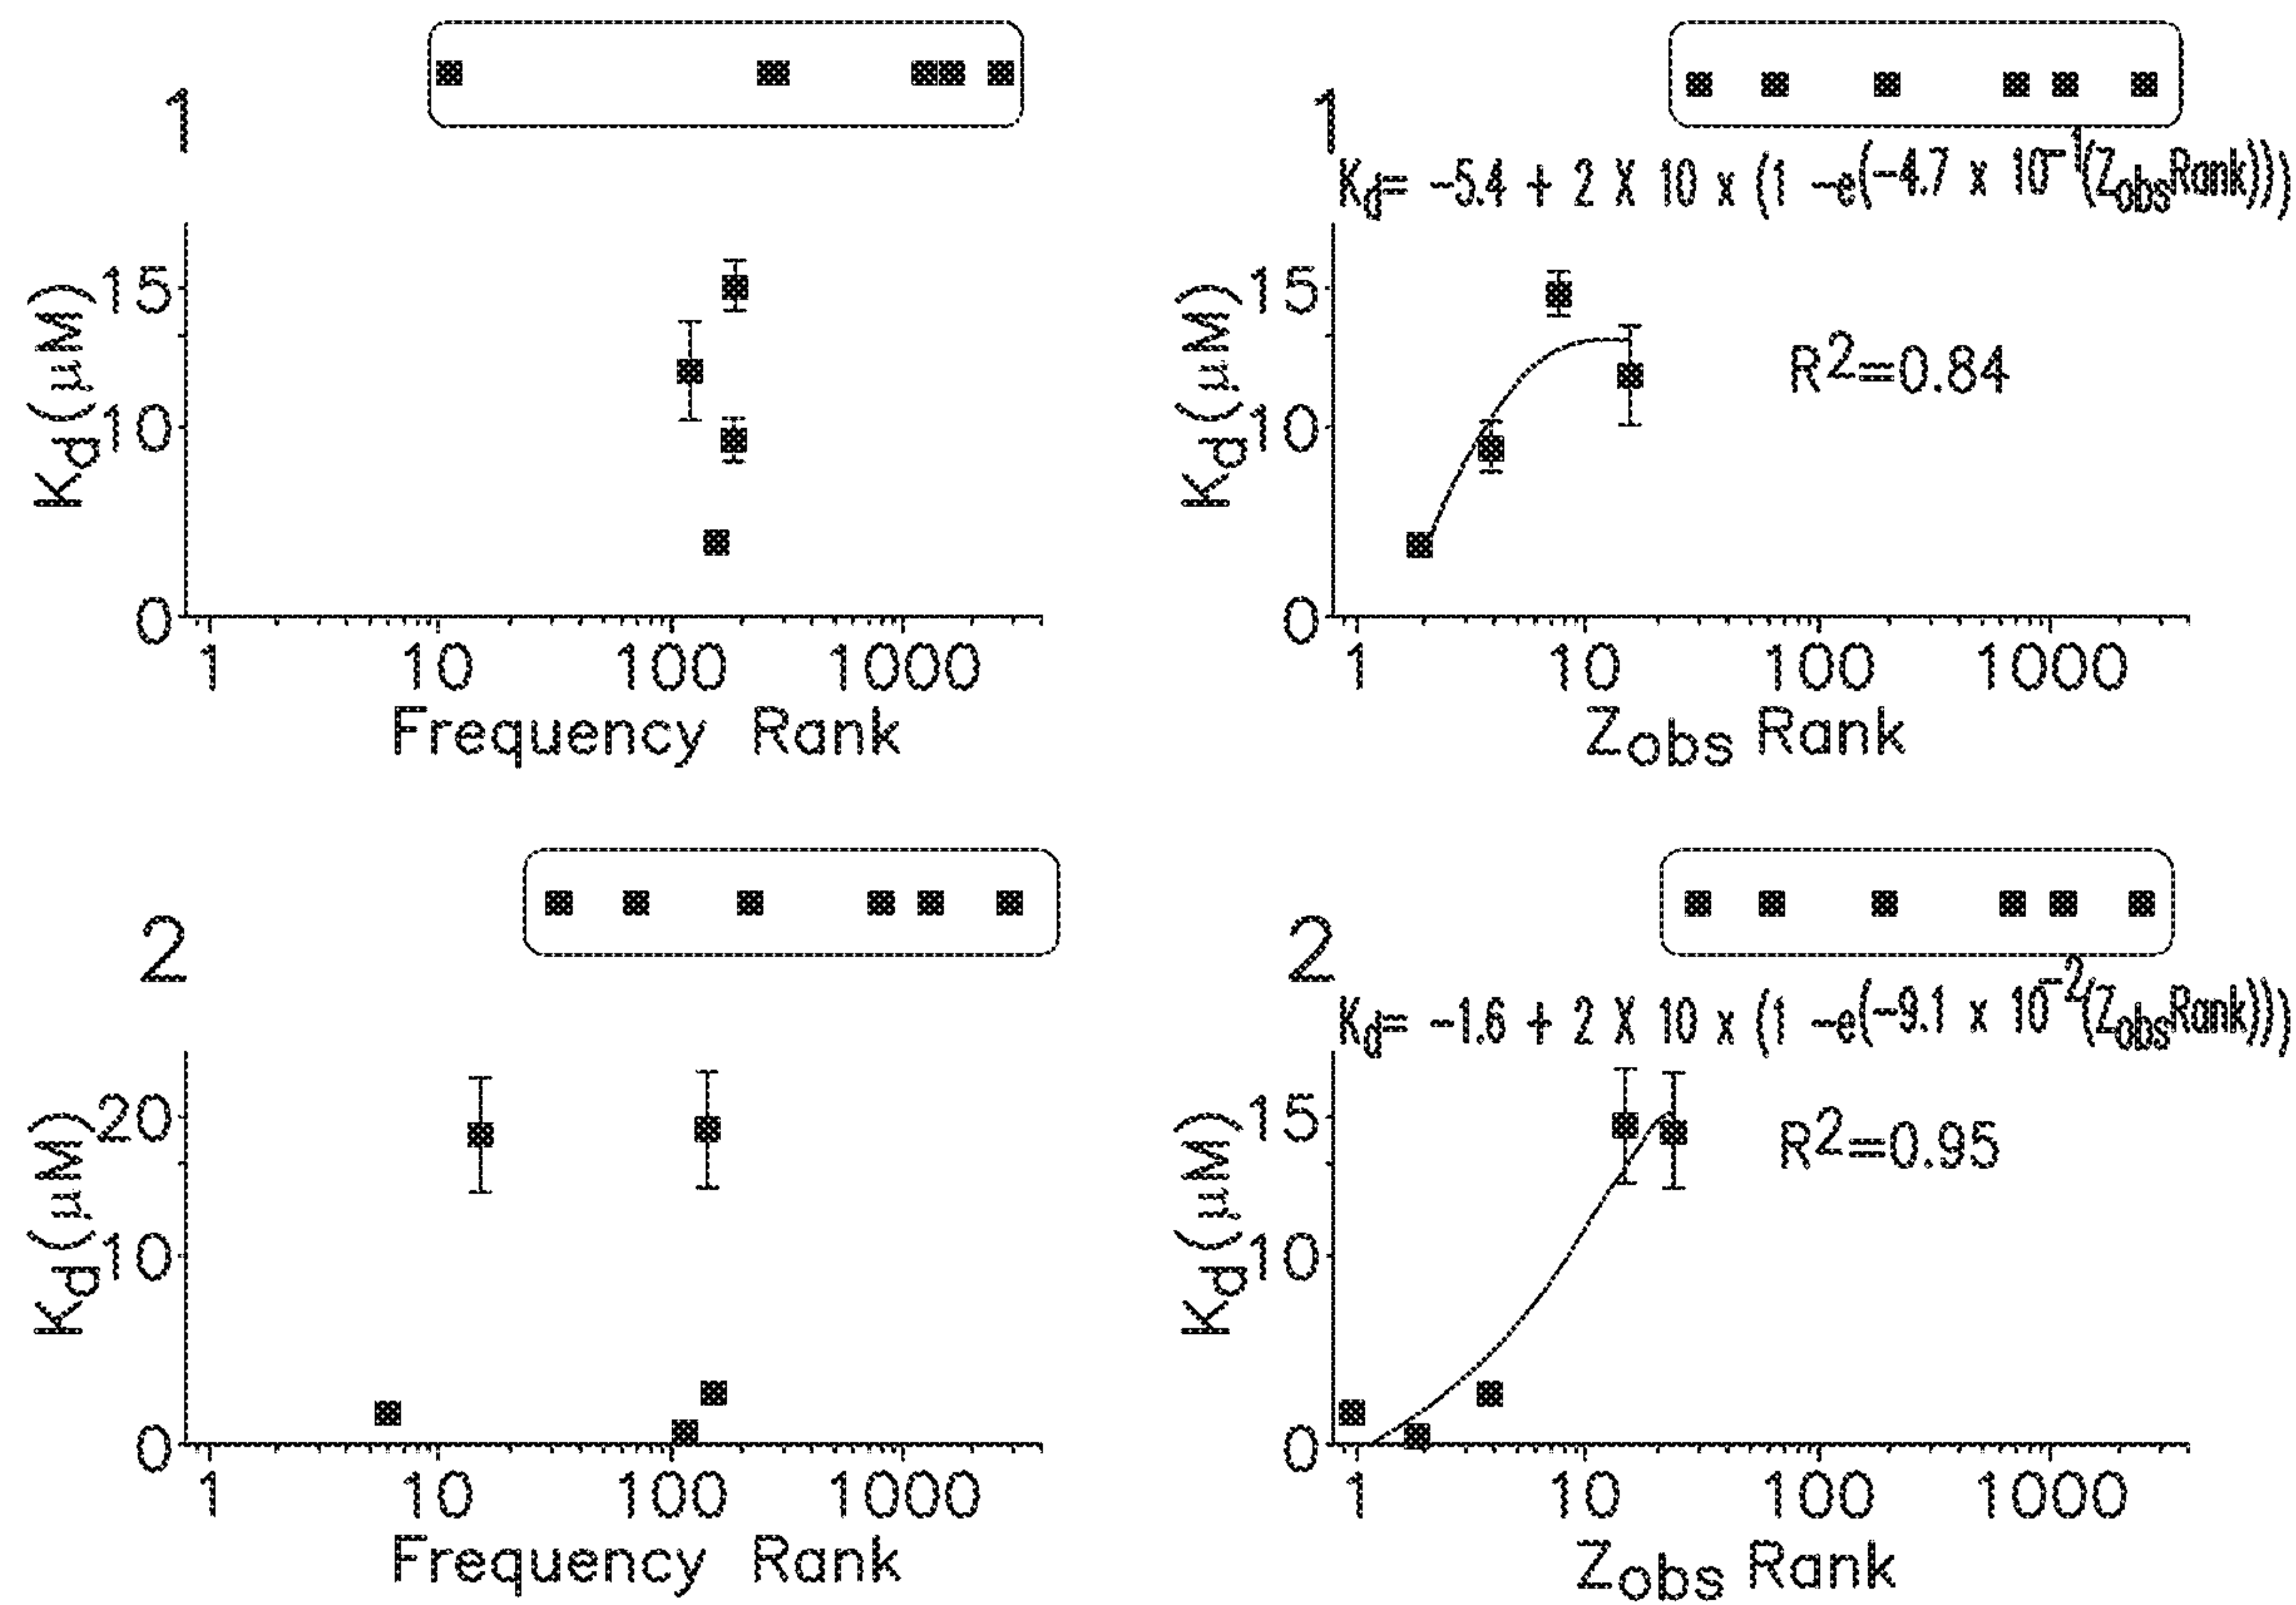 1
15
10
0
Kd(μM)
1 10 100 1000
Frequency Rank
1
Kd= -5.4 + 2 X 10 x (1 -e(-4.7 x 10-1(ZobsRank)))
15
10
0
Kd(μM)
R2=0.84
1 10 100 1000
Zobs Rank
2
20
10
0
Kd(μM)
1 10 100 1000
Frequency Rank
2
Kd= -1.6 + 2 X 10 x (1 -e(-9.1 x 10-2(ZobsRank)))
15
10
0
Kd(μM)
R2=0.95
1 10 100 1000
Zobs Rank